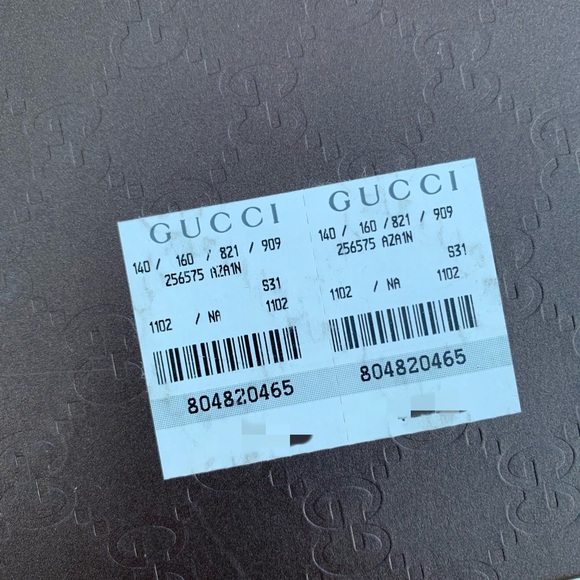 GUCCI
140 / 160 / 821 / 909
256575 AZA1N
S31
1102 / NA 1102
804820465
GUCCI
140 / 160 / 821 / 909
256575 AZA1N
S31
1102 / NA 1102
804820465